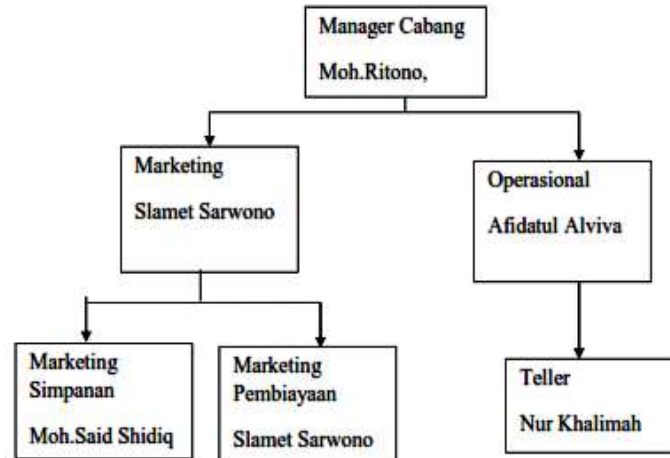 Manager Cabang
Moh.Ritono,
Marketing
Slamet Sarwono
Operasional
Afidatul Alviva
Marketing
Simpanan
Moh.Said Shidiq
Marketing
Pembiayaan
Slamet Sarwono
Teller
Nur Khalimah